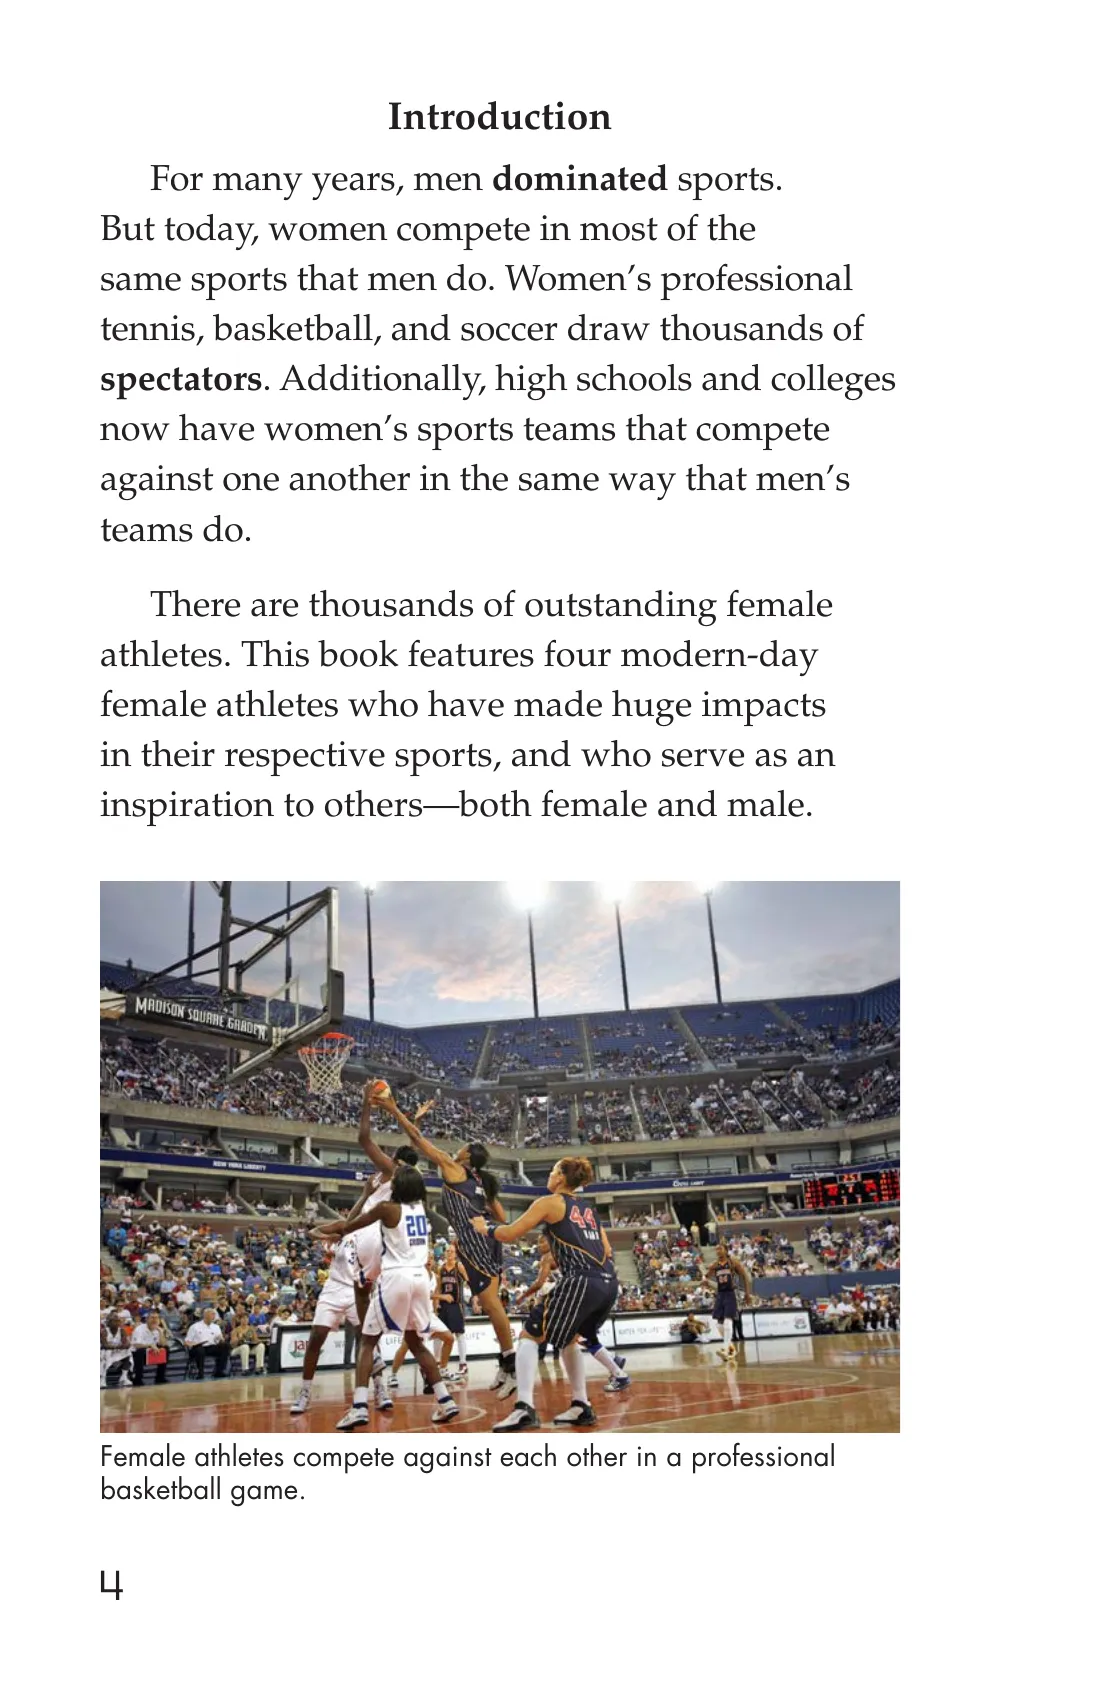 Introduction
For many years, men dominated sports.
But today, women compete in most of the
same sports that men do. Women’s professional
tennis, basketball, and soccer draw thousands of
spectators. Additionally, high schools and colleges
now have women’s sports teams that compete
against one another in the same way that men’s
teams do.
There are thousands of outstanding female
athletes. This book features four modern-day
female athletes who have made huge impacts
in their respective sports, and who serve as an
inspiration to others—both female and male.
MADISON SQUARE GARDEN
NEW YORK LIBERTY
20
44
Female athletes compete against each other in a professional
basketball game.
4